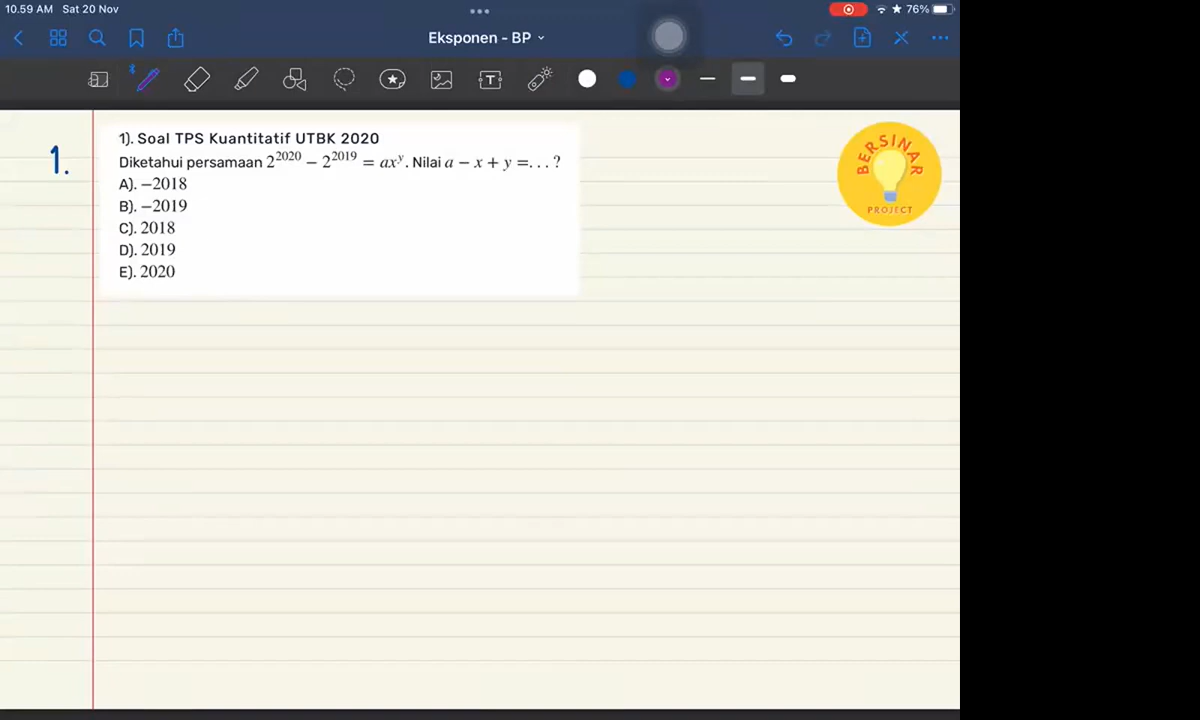 10.59 AM Sat 20 Nov
76%
Eksponen - BP
1.
1). Soal TPS Kuantitatif UTBK 2020
Diketahui persamaan 2^2020 − 2^2019 = ax^y. Nilai a − x + y =. . . ?
A). −2018
B). −2019
C). 2018
D). 2019
E). 2020
BERSINAR
PROJECT